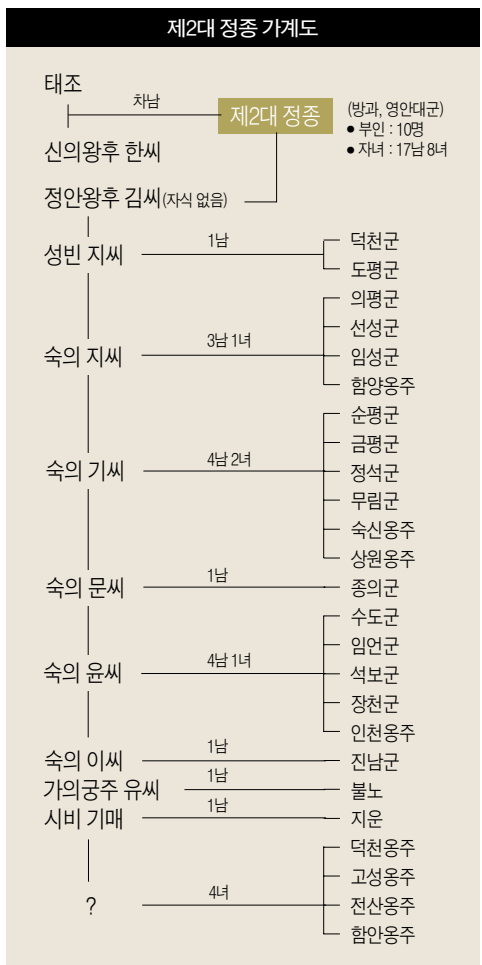 제2대 정종 가계도
태조
차남
제2대 정종
(방과, 영안대군)
● 부인 : 10명
● 자녀 : 17남 8녀
신의왕후 한씨
정안왕후 김씨(자식 없음)
성빈 지씨
1남
덕천군
도평군
숙의 지씨
3남 1녀
의평군
선성군
임성군
함양옹주
숙의 기씨
4남 2녀
순평군
금평군
정석군
무림군
숙신옹주
상원옹주
숙의 문씨
1남
종의군
숙의 윤씨
4남 1녀
수도군
임언군
석보군
장천군
인천옹주
숙의 이씨
1남
진남군
가의궁주 유씨
1남
불노
시비 기매
1남
지운
?
4녀
덕천옹주
고성옹주
전산옹주
함안옹주